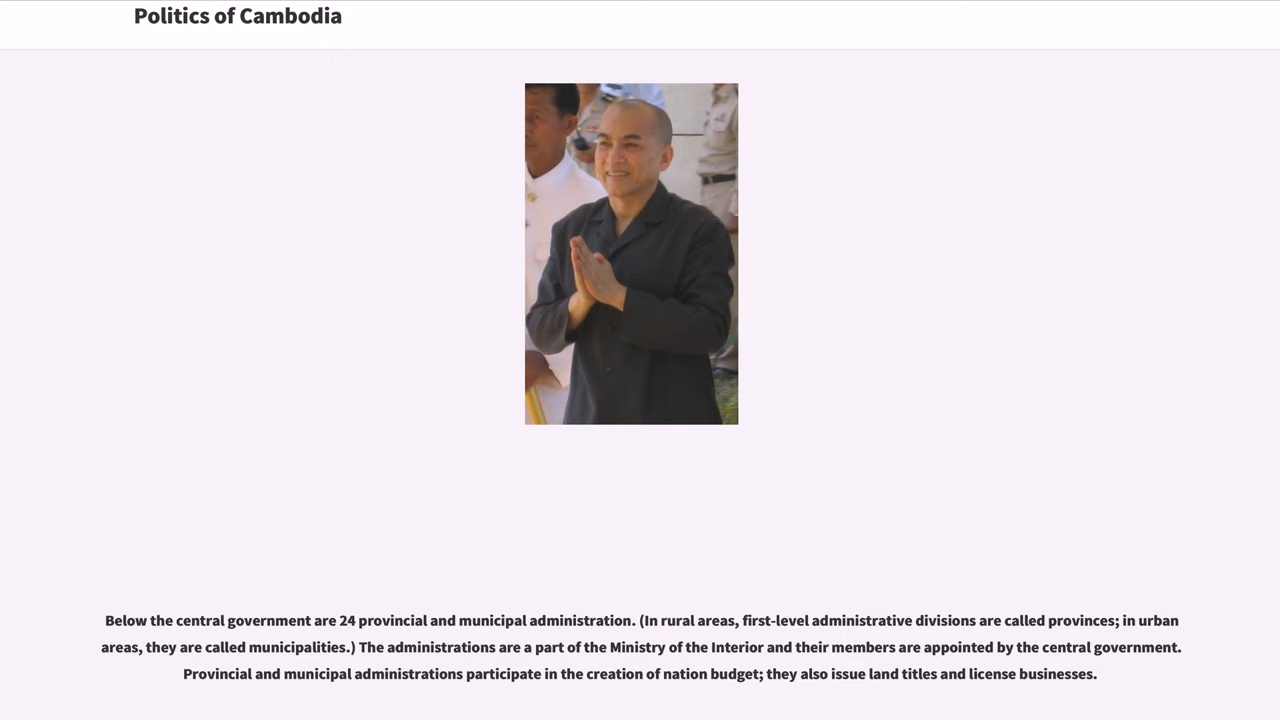 Politics of Cambodia
Below the central government are 24 provincial and municipal administration. (In rural areas, first-level administrative divisions are called provinces; in urban
areas, they are called municipalities.) The administrations are a part of the Ministry of the Interior and their members are appointed by the central government.
Provincial and municipal administrations participate in the creation of nation budget; they also issue land titles and license businesses.